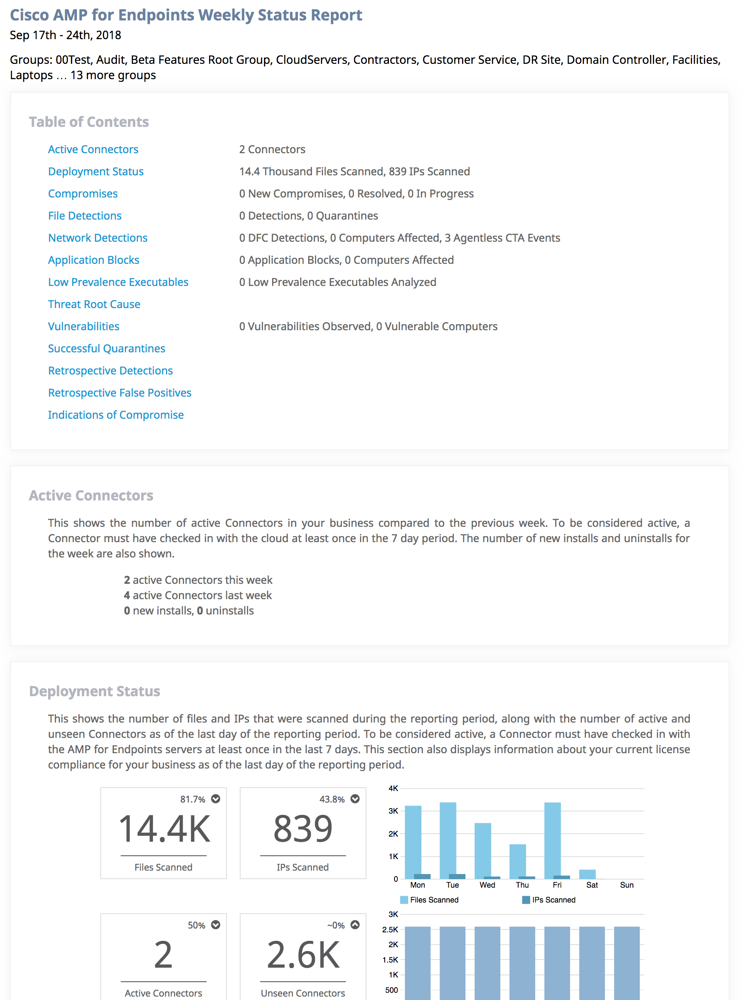 Cisco AMP for Endpoints Weekly Status Report
Sep 17th - 24th, 2018
Groups: 00Test, Audit, Beta Features Root Group, CloudServers, Contractors, Customer Service, DR Site, Domain Controller, Facilities,
Laptops … 13 more groups
Table of Contents
Active Connectors 2 Connectors
Deployment Status 14.4 Thousand Files Scanned, 839 IPs Scanned
Compromises 0 New Compromises, 0 Resolved, 0 In Progress
File Detections 0 Detections, 0 Quarantines
Network Detections 0 DFC Detections, 0 Computers Affected, 3 Agentless CTA Events
Application Blocks 0 Application Blocks, 0 Computers Affected
Low Prevalence Executables 0 Low Prevalence Executables Analyzed
Threat Root Cause
Vulnerabilities 0 Vulnerabilities Observed, 0 Vulnerable Computers
Successful Quarantines
Retrospective Detections
Retrospective False Positives
Indications of Compromise
Active Connectors
This shows the number of active Connectors in your business compared to the previous week. To be considered active, a
Connector must have checked in with the cloud at least once in the 7 day period. The number of new installs and uninstalls for
the week are also shown.
2 active Connectors this week
4 active Connectors last week
0 new installs, 0 uninstalls
Deployment Status
This shows the number of files and IPs that were scanned during the reporting period, along with the number of active and
unseen Connectors as of the last day of the reporting period. To be considered active, a Connector must have checked in with
the AMP for Endpoints servers at least once in the last 7 days. This section also displays information about your current license
compliance for your business as of the last day of the reporting period.
81.7%
14.4K
Files Scanned
43.8%
839
IPs Scanned
4K
3K
2K
1K
0
Mon Tue Wed Thu Fri Sat Sun
Files Scanned IPs Scanned
50%
2
Active Connectors
~0%
2.6K
Unseen Connectors
3K
2.5K
2K
1.5K
1K
500